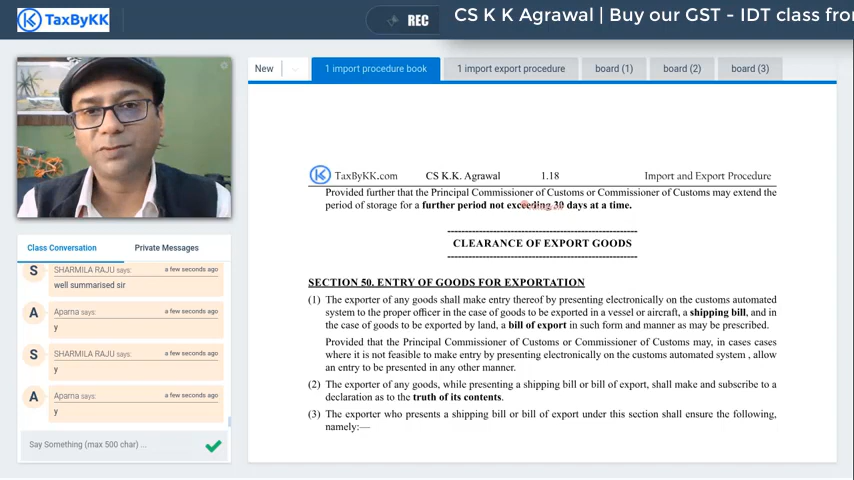 TaxByKK
REC
CS K K Agrawal | Buy our GST - IDT class fro
New
1 import procedure book
1 import export procedure
board (1)
board (2)
board (3)
TaxByKK.com CS K.K. Agrawal 1.18 Import and Export Procedure
Provided further that the Principal Commissioner of Customs or Commissioner of Customs may extend the
period of storage for a further period not exceeding 30 days at a time.
CLEARANCE OF EXPORT GOODS
SECTION 50. ENTRY OF GOODS FOR EXPORTATION
(1) The exporter of any goods shall make entry thereof by presenting electronically on the customs automated
system to the proper officer in the case of goods to be exported in a vessel or aircraft, a shipping bill, and in
the case of goods to be exported by land, a bill of export in such form and manner as may be prescribed.
Provided that the Principal Commissioner of Customs or Commissioner of Customs may, in cases cases
where it is not feasible to make entry by presenting electronically on the customs automated system , allow
an entry to be presented in any other manner.
(2) The exporter of any goods, while presenting a shipping bill or bill of export, shall make and subscribe to a
declaration as to the truth of its contents.
(3) The exporter who presents a shipping bill or bill of export under this section shall ensure the following,
namely:—
Class Conversation
Private Messages
S
SHARMILA RAJU says: a few seconds ago
well summarised sir
A
Aparna says: a few seconds ago
y
S
SHARMILA RAJU says: a few seconds ago
y
A
Aparna says: a few seconds ago
y
Say Something (max 500 char) ...